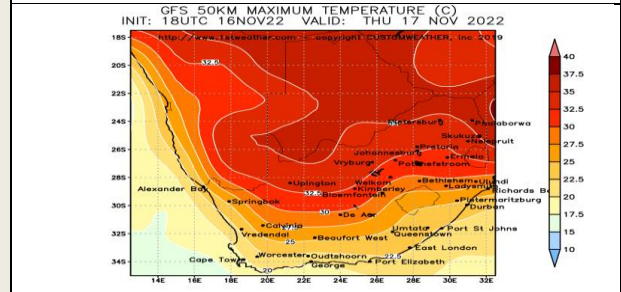 GFS 50KM MAXIMUM TEMPERATURE (C)
INIT: 18UTC 16NOV22 VALID: THU 17 NOV 2022
http://www.1stweather.com - copyright CUSTOMWEATHER, Inc 2019
18S
20S
22S
24S
26S
28S
30S
32S
34S
14E 16E 18E 20E 22E 24E 26E 28E 30E 32E
32.5
Pietersburg
Phalaborwa
Skukuza
Nelspruit
Pretoria
Johannesburg
Ermelo
Vryburg
Potchefstroom
Upington
Welkom
Bethlehem
Ulundi
Alexander Bay
Kimberley
Ladysmith
32.5
Bloemfontein
Richards B
Springbok
Pietermaritzburg
30
De Aar
Durban
Calvinia
Vredendal
Umtata
Port St Johns
25
Beaufort West
Queenstown
East London
Cape Town
Worcester
Oudtshoorn
22.5
George
Port Elizabeth
20
40
37.5
35
32.5
30
27.5
25
22.5
20
17.5
15
10